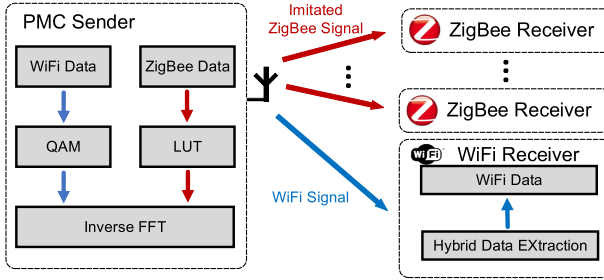 PMC Sender
WiFi Data
ZigBee Data
QAM
LUT
Inverse FFT
Imitated
ZigBee Signal
WiFi Signal
Z
ZigBee Receiver
Z
ZigBee Receiver
WiFi
WiFi Receiver
WiFi Data
Hybrid Data EXtraction